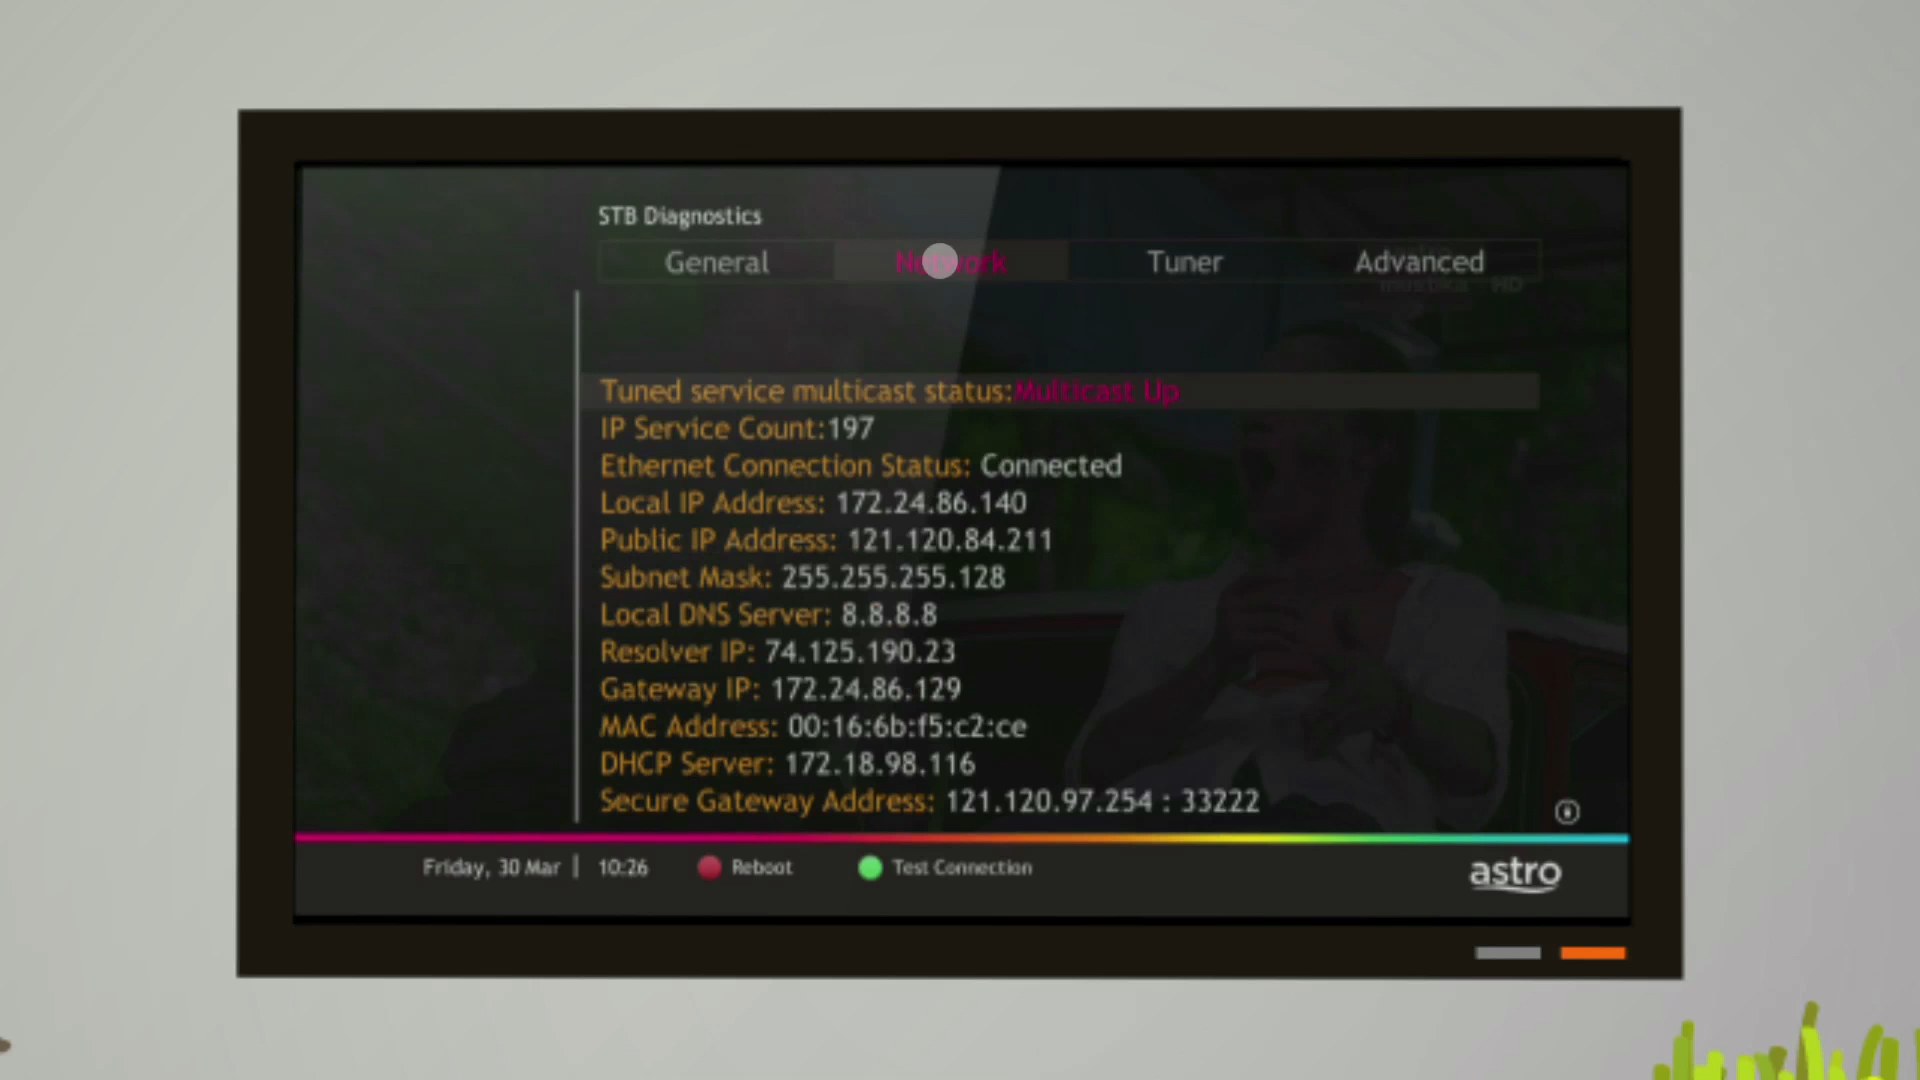 STB Diagnostics
General Network Tuner Advanced
mustika HD
Tuned service multicast status:Multicast Up
IP Service Count:197
Ethernet Connection Status: Connected
Local IP Address: 172.24.86.140
Public IP Address: 121.120.84.211
Subnet Mask: 255.255.255.128
Local DNS Server: 8.8.8.8
Resolver IP: 74.125.190.23
Gateway IP: 172.24.86.129
MAC Address: 00:16:6b:f5:c2:ce
DHCP Server: 172.18.98.116
Secure Gateway Address: 121.120.97.254 : 33222
Friday, 30 Mar | 10:26 Reboot Test Connection
astro